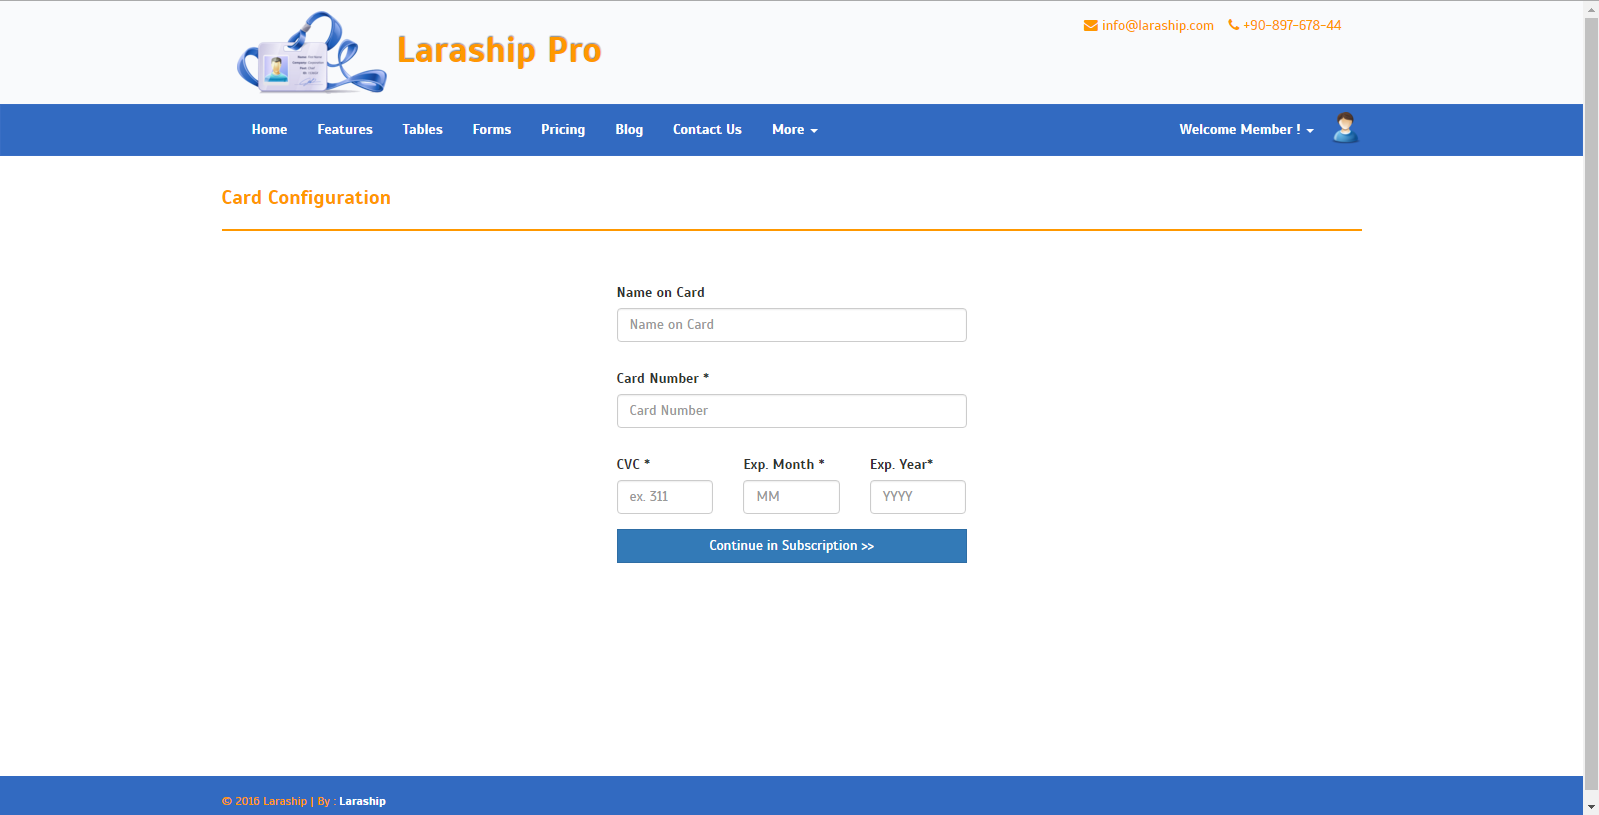 Laraship Pro
info@laraship.com +90-897-678-44
Home Features Tables Forms Pricing Blog Contact Us More Welcome Member !
Card Configuration
Name on Card
Name on Card
Card Number *
Card Number
CVC * Exp. Month * Exp. Year*
ex. 311 MM YYYY
Continue in Subscription >>
© 2016 Laraship | By : Laraship